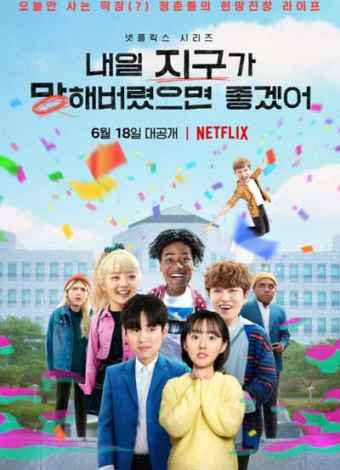 오늘만 사는 딱징(?) 청춘들의 현망진창 라이프
넷플릭스 시리즈
내일 지구가
망해버렸으면 좋겠어
6월 18일 대공개 | NETFLIX